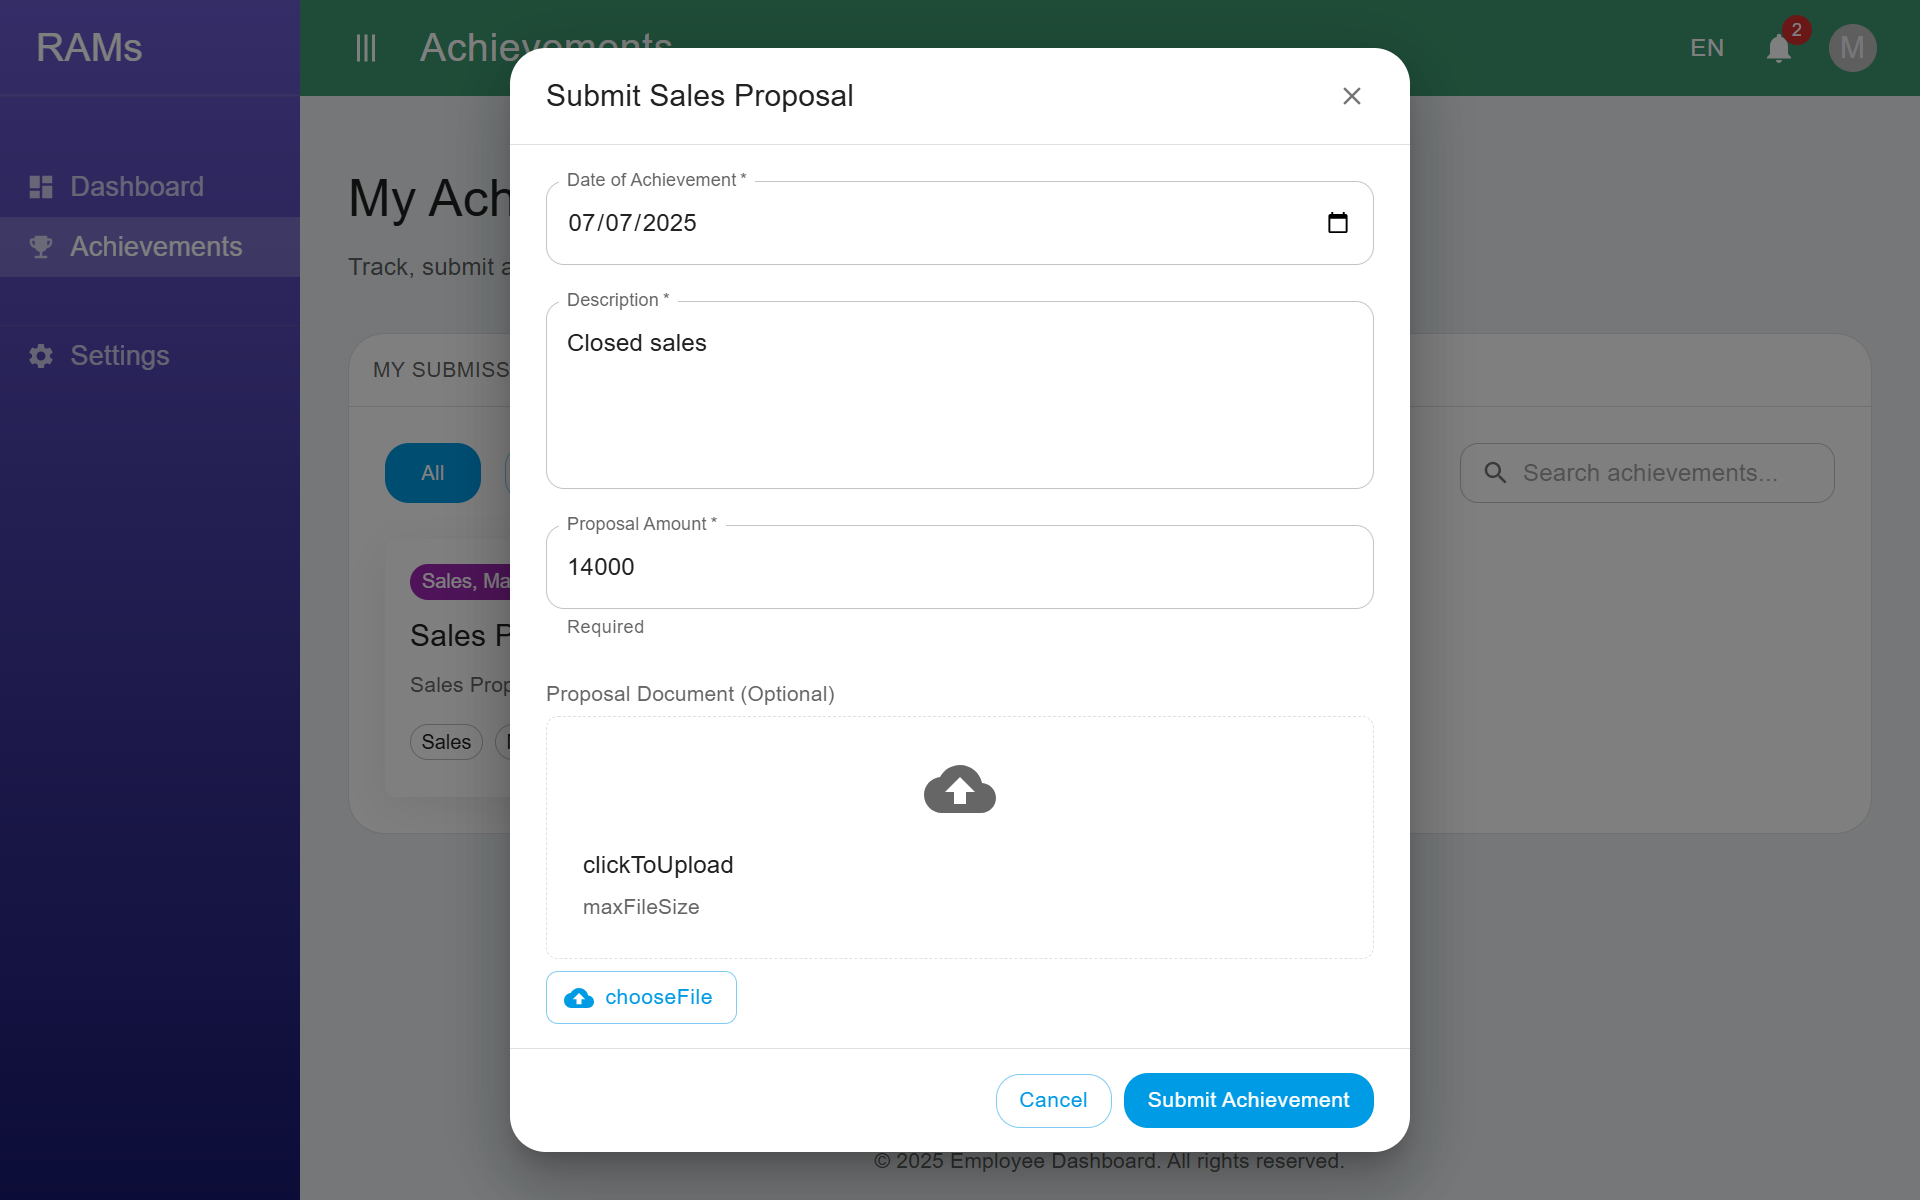 RAMs
Achievements
EN
2
M
Dashboard
Achievements
Settings
My Ach
Track, submit a
MY SUBMISS
All
Search achievements...
Sales, Ma
Sales P
Sales Prop
Sales
Submit Sales Proposal
Date of Achievement *
07/07/2025
Description *
Closed sales
Proposal Amount *
14000
Required
Proposal Document (Optional)
clickToUpload
maxFileSize
chooseFile
Cancel
Submit Achievement
© 2025 Employee Dashboard. All rights reserved.